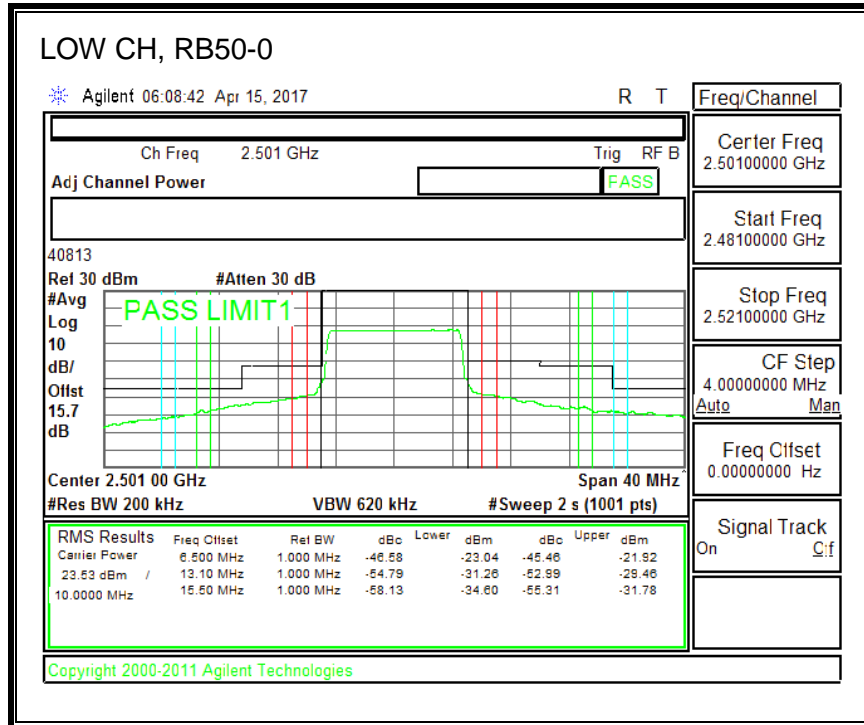 LOW CH, RB50-0
Agilent 06:08:42 Apr 15, 2017 R T
Freq/Channel
Ch Freq 2.501 GHz Trig RF B
Adj Channel Power PASS
Center Freq
2.50100000 GHz
Start Freq
2.48100000 GHz
Stop Freq
2.52100000 GHz
CF Step
4.00000000 MHz
Auto Man
Freq Offset
0.00000000 Hz
Signal Track
On Off
40813
Ref 30 dBm #Atten 30 dB
#Avg
Log
10
dB/
Offst
15.7
dB
PASS LIMIT1
Center 2.501 00 GHz Span 40 MHz
#Res BW 200 kHz VBW 620 kHz #Sweep 2 s (1001 pts)
RMS Results Freq Offset Ref BW dBc Lower dBm dBc Upper dBm
Carrier Power 6.500 MHz 1.000 MHz -46.58 -23.04 -45.46 -21.92
23.53 dBm / 13.10 MHz 1.000 MHz -54.79 -31.26 -52.99 -29.46
10.0000 MHz 15.50 MHz 1.000 MHz -58.13 -34.60 -55.31 -31.78
Copyright 2000-2011 Agilent Technologies